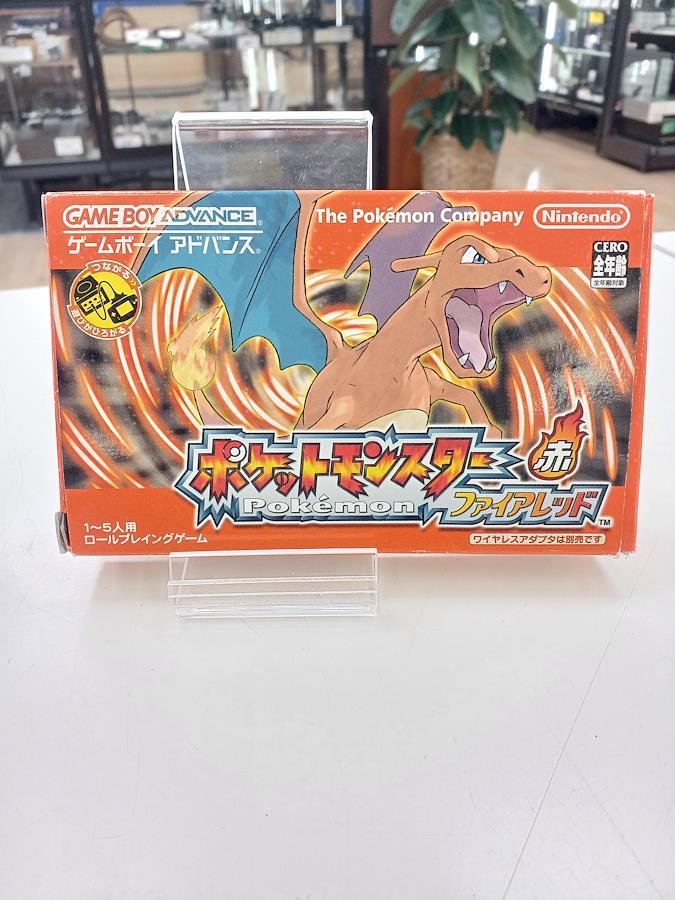 GAME BOY ADVANCE
ゲームボーイ アドバンス®
The Pokémon Company
Nintendo®
CERO
全年齢
全年齢対象
つながる>>
遊びがひろがる>>
ポケットモンスター
Pokémon
赤
ファイアレッド™
1～5人用
ロールプレイングゲーム
ワイヤレスアダプタは別売です